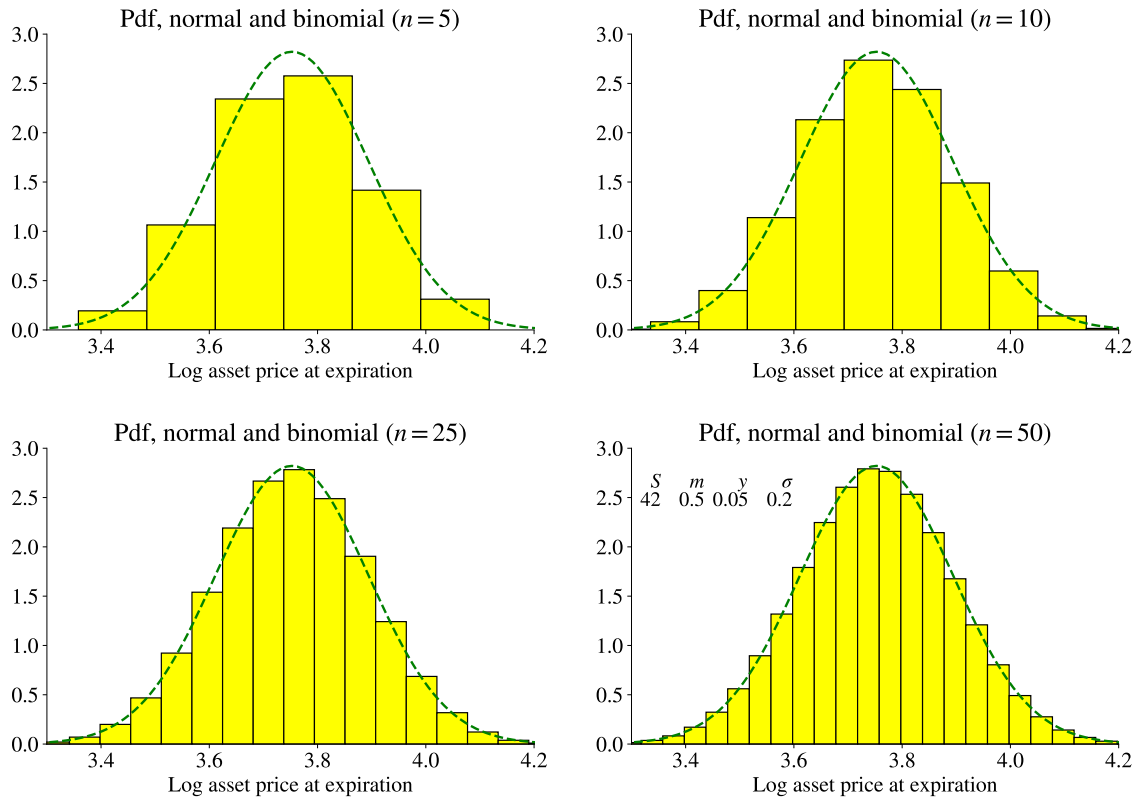 Pdf, normal and binomial (n = 5)
3.0
2.5
2.0
1.5
1.0
0.5
0.0
3.4 3.6 3.8 4.0 4.2
Log asset price at expiration
Pdf, normal and binomial (n = 10)
3.0
2.5
2.0
1.5
1.0
0.5
0.0
3.4 3.6 3.8 4.0 4.2
Log asset price at expiration
Pdf, normal and binomial (n = 25)
3.0
2.5
2.0
1.5
1.0
0.5
0.0
3.4 3.6 3.8 4.0 4.2
Log asset price at expiration
Pdf, normal and binomial (n = 50)
3.0
S m y σ
42 0.5 0.05 0.2
2.5
2.0
1.5
1.0
0.5
0.0
3.4 3.6 3.8 4.0 4.2
Log asset price at expiration